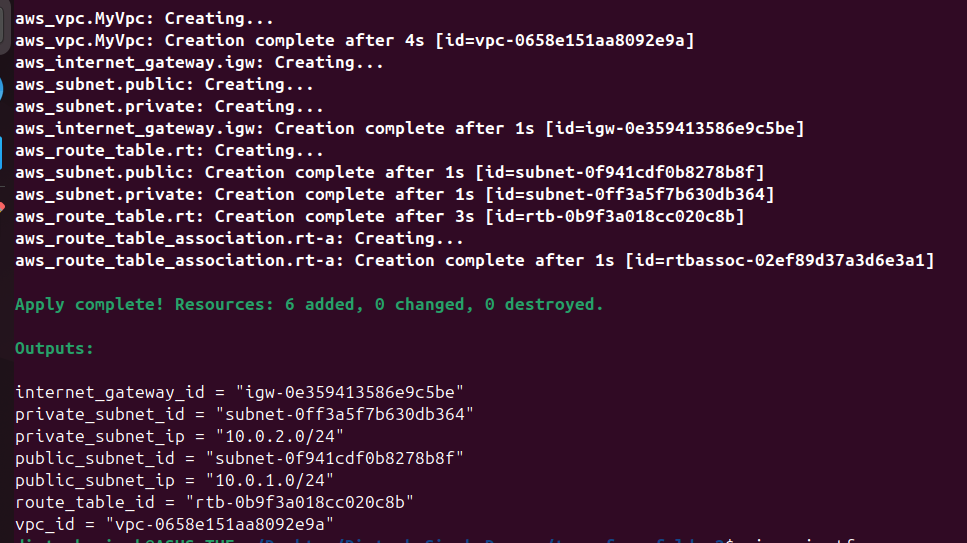 aws_vpc.MyVpc: Creating...
aws_vpc.MyVpc: Creation complete after 4s [id=vpc-0658e151aa8092e9a]
aws_internet_gateway.igw: Creating...
aws_subnet.public: Creating...
aws_subnet.private: Creating...
aws_internet_gateway.igw: Creation complete after 1s [id=igw-0e359413586e9c5be]
aws_route_table.rt: Creating...
aws_subnet.public: Creation complete after 1s [id=subnet-0f941cdf0b8278b8f]
aws_subnet.private: Creation complete after 1s [id=subnet-0ff3a5f7b630db364]
aws_route_table.rt: Creation complete after 3s [id=rtb-0b9f3a018cc020c8b]
aws_route_table_association.rt-a: Creating...
aws_route_table_association.rt-a: Creation complete after 1s [id=rtbassoc-02ef89d37a3d6e3a1]
Apply complete! Resources: 6 added, 0 changed, 0 destroyed.
Outputs:
internet_gateway_id = "igw-0e359413586e9c5be"
private_subnet_id = "subnet-0ff3a5f7b630db364"
private_subnet_ip = "10.0.2.0/24"
public_subnet_id = "subnet-0f941cdf0b8278b8f"
public_subnet_ip = "10.0.1.0/24"
route_table_id = "rtb-0b9f3a018cc020c8b"
vpc_id = "vpc-0658e151aa8092e9a"